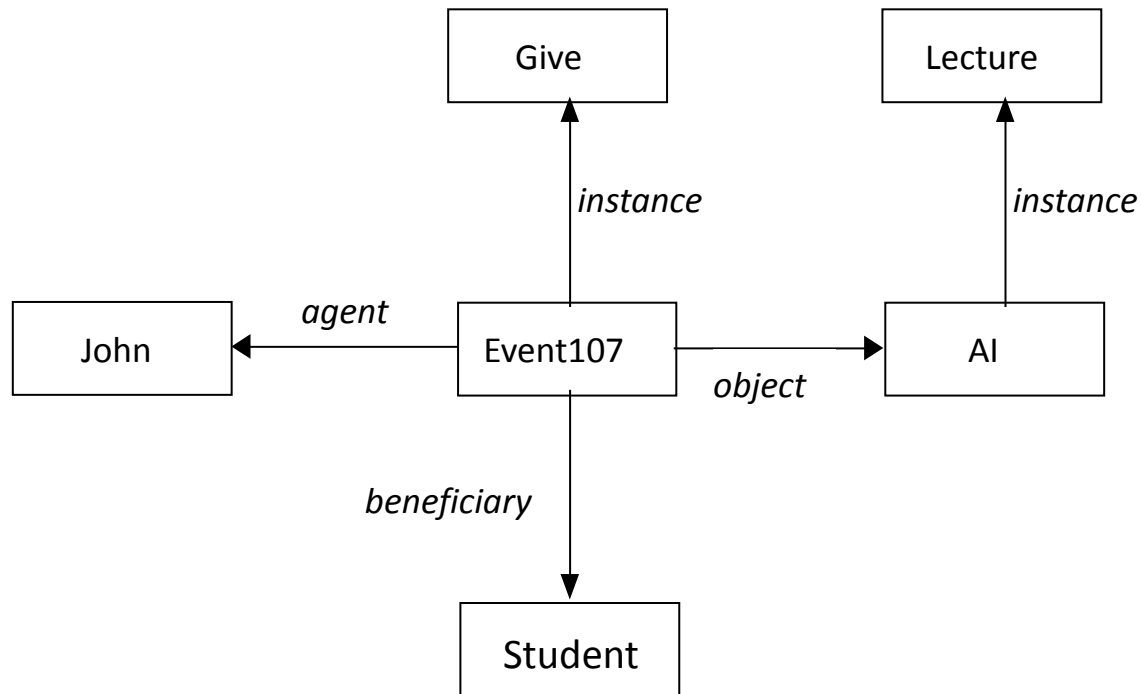 Give
Lecture
instance
instance
agent
John
Event107
AI
object
beneficiary
Student